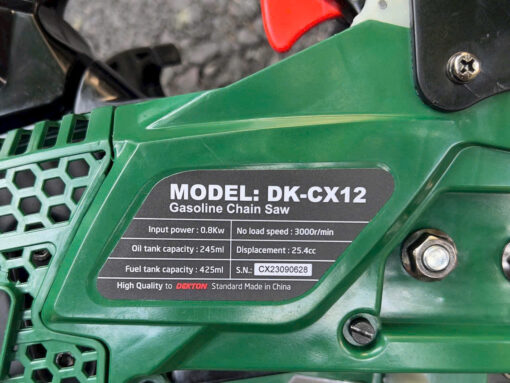 MODEL: DK-CX12
Gasoline Chain Saw
Input power : 0.8Kw No load speed : 3000r/min
Oil tank capacity : 245ml Displacement : 25.4cc
Fuel tank capacity : 425ml S.N.: CX23090628
High Quality to DEKTON Standard Made in China